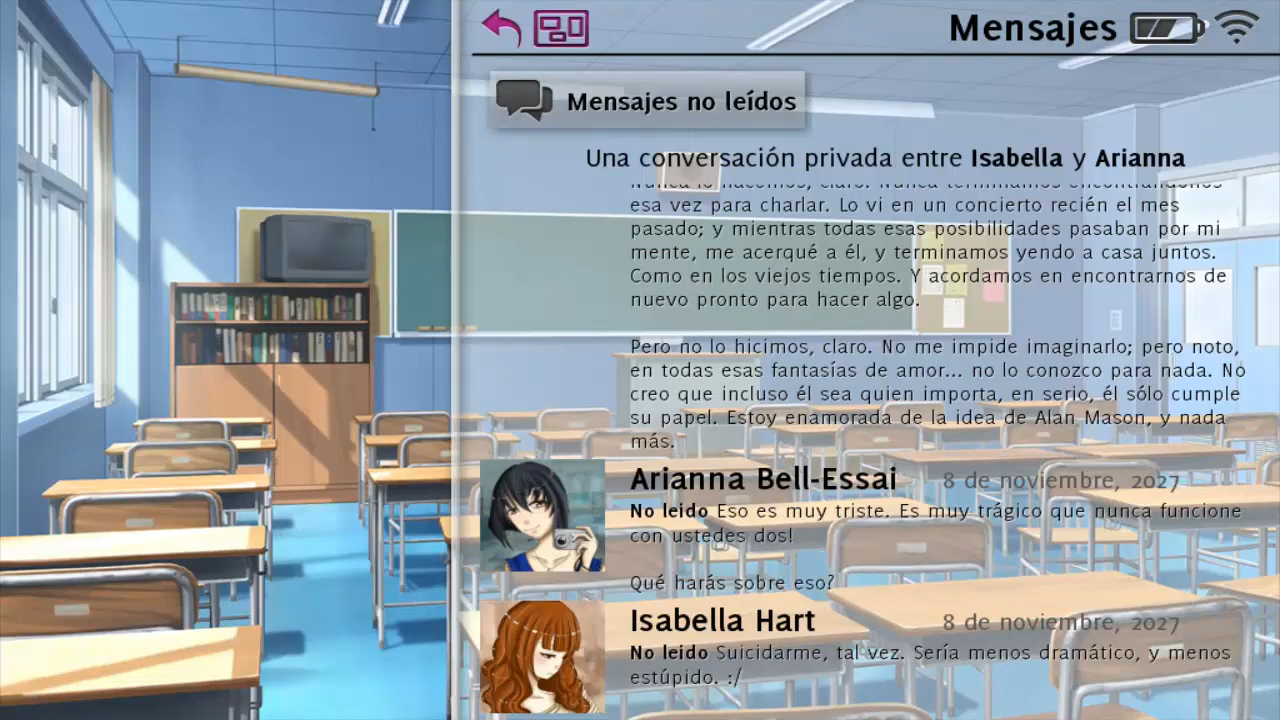 Mensajes
Mensajes no leídos
Una conversación privada entre Isabella y Arianna
Nunca lo hacemos, claro. Nunca terminamos encontrándonos
esa vez para charlar. Lo vi en un concierto recién el mes
pasado; y mientras todas esas posibilidades pasaban por mi
mente, me acerqué a él, y terminamos yendo a casa juntos.
Como en los viejos tiempos. Y acordamos en encontrarnos de
nuevo pronto para hacer algo.
Pero no lo hicimos, claro. No me impide imaginarlo; pero noto,
en todas esas fantasías de amor... no lo conozco para nada. No
creo que incluso él sea quien importa, en serio, él sólo cumple
su papel. Estoy enamorada de la idea de Alan Mason, y nada
más.
Arianna Bell-Essai 8 de noviembre, 2027
No leido Eso es muy triste. Es muy trágico que nunca funcione
con ustedes dos!
Qué harás sobre eso?
Isabella Hart 8 de noviembre, 2027
No leido Suicidarme, tal vez. Sería menos dramático, y menos
estúpido. :/